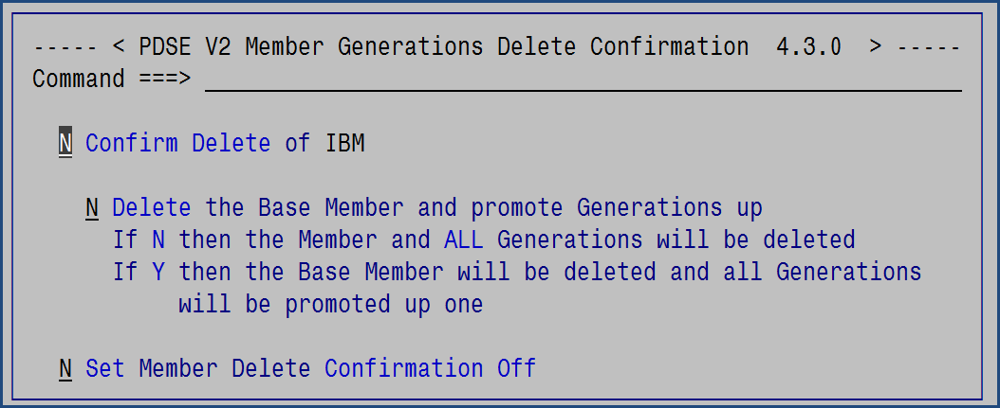 ----- < PDSE V2 Member Generations Delete Confirmation  4.3.0  > -----
Command ===>
N Confirm Delete of IBM
N Delete the Base Member and promote Generations up
If N then the Member and ALL Generations will be deleted
If Y then the Base Member will be deleted and all Generations
will be promoted up one
N Set Member Delete Confirmation Off